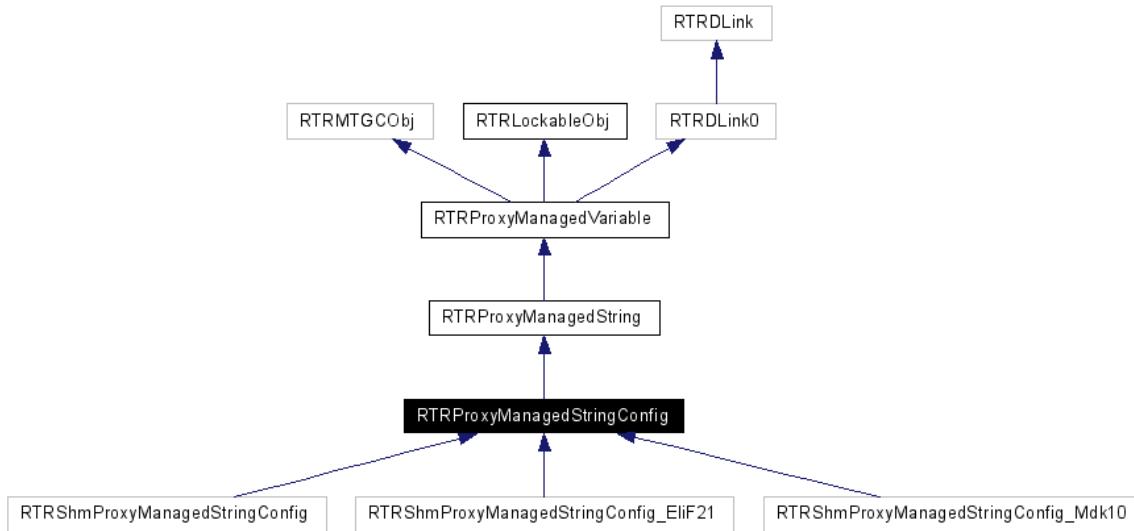 RTRDLink
RTRMTGCObj
RTRLockableObj
RTRDLink0
RTRProxyManagedVariable
RTRProxyManagedString
RTRProxyManagedStringConfig
RTRShmProxyManagedStringConfig
RTRShmProxyManagedStringConfig_EliF21
RTRShmProxyManagedStringConfig_Mdk10